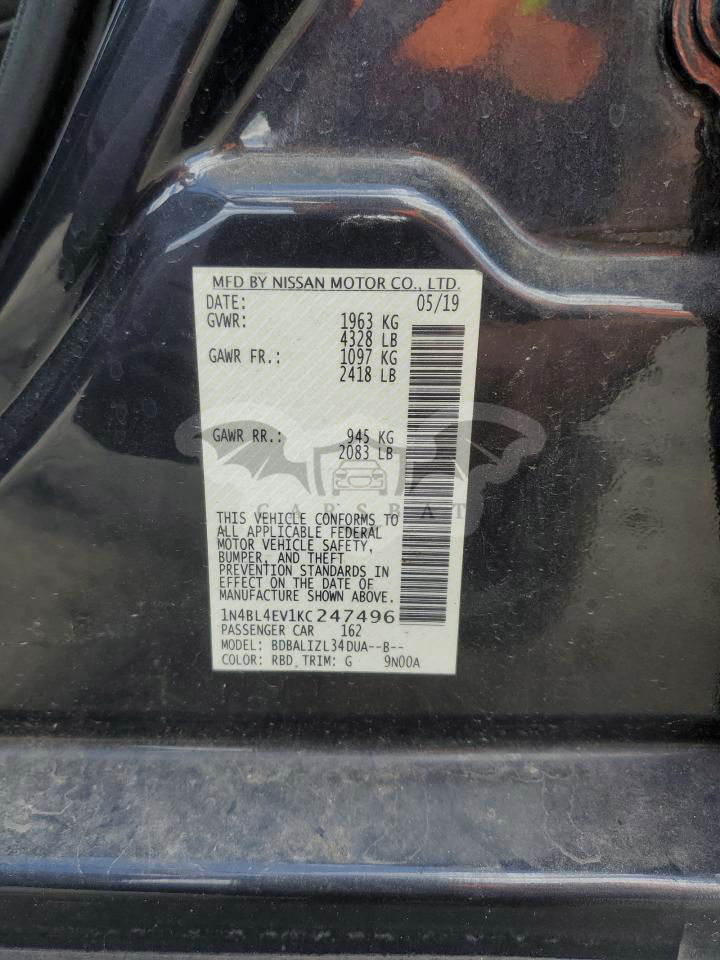 MFD BY NISSAN MOTOR CO., LTD.
DATE: 05/19
GVWR: 1963 KG
4328 LB
GAWR FR.: 1097 KG
2418 LB
GAWR RR.: 945 KG
2083 LB
CARSBAT
THIS VEHICLE CONFORMS TO
ALL APPLICABLE FEDERAL
MOTOR VEHICLE SAFETY,
BUMPER, AND THEFT
PREVENTION STANDARDS IN
EFFECT ON THE DATE OF
MANUFACTURE SHOWN ABOVE.
1N4BL4EV1KC247496
PASSENGER CAR 162
MODEL: BDBALIZL34DUA--B--
COLOR: RBD TRIM: G 9N00A